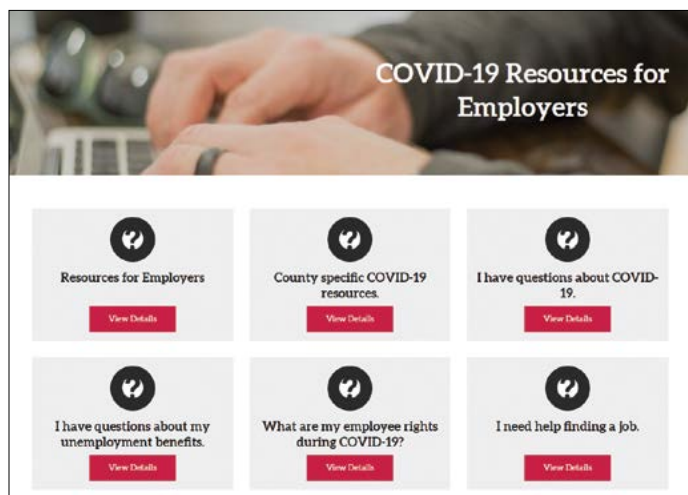 COVID-19 Resources for
Employers
Resources for Employers
View Details
County specific COVID-19
resources.
View Details
I have questions about COVID-
19.
View Details
I have questions about my
unemployment benefits.
View Details
What are my employee rights
during COVID-19?
View Details
I need help finding a job.
View Details